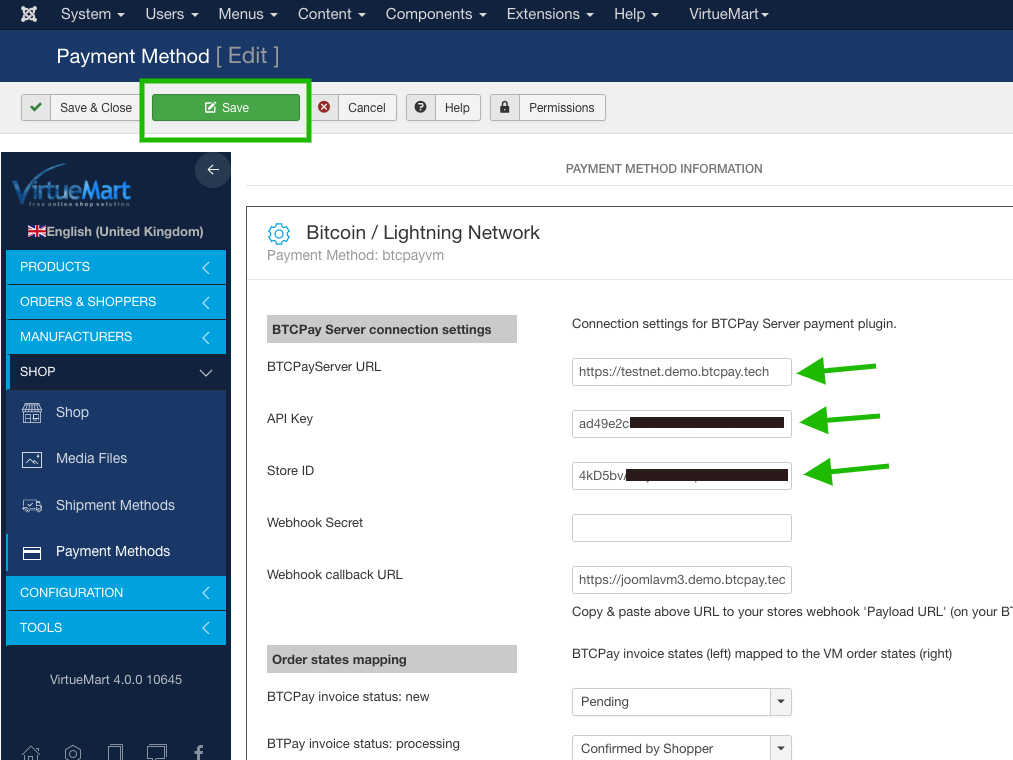 System Users Menus Content Components Extensions Help VirtueMart
Payment Method [ Edit ]
Save & Close Save Cancel Help Permissions
VirtueMart
free online shop solution
English (United Kingdom)
PRODUCTS
ORDERS & SHOPPERS
MANUFACTURERS
SHOP
Shop
Media Files
Shipment Methods
Payment Methods
CONFIGURATION
TOOLS
VirtueMart 4.0.0 10645
PAYMENT METHOD INFORMATION
Bitcoin / Lightning Network
Payment Method: btcpayvm
BTCPay Server connection settings
Connection settings for BTCPay Server payment plugin.
BTCPayServer URL
https://testnet.demo.btcpay.tech
API Key
ad49e2c
Store ID
4kD5bv
Webhook Secret
Webhook callback URL
https://joomlavm3.demo.btcpay.tec
Copy & paste above URL to your stores webhook 'Payload URL' (on your BT
Order states mapping
BTCPay invoice states (left) mapped to the VM order states (right)
BTCPay invoice status: new
Pending
BTPay invoice status: processing
Confirmed by Shopper